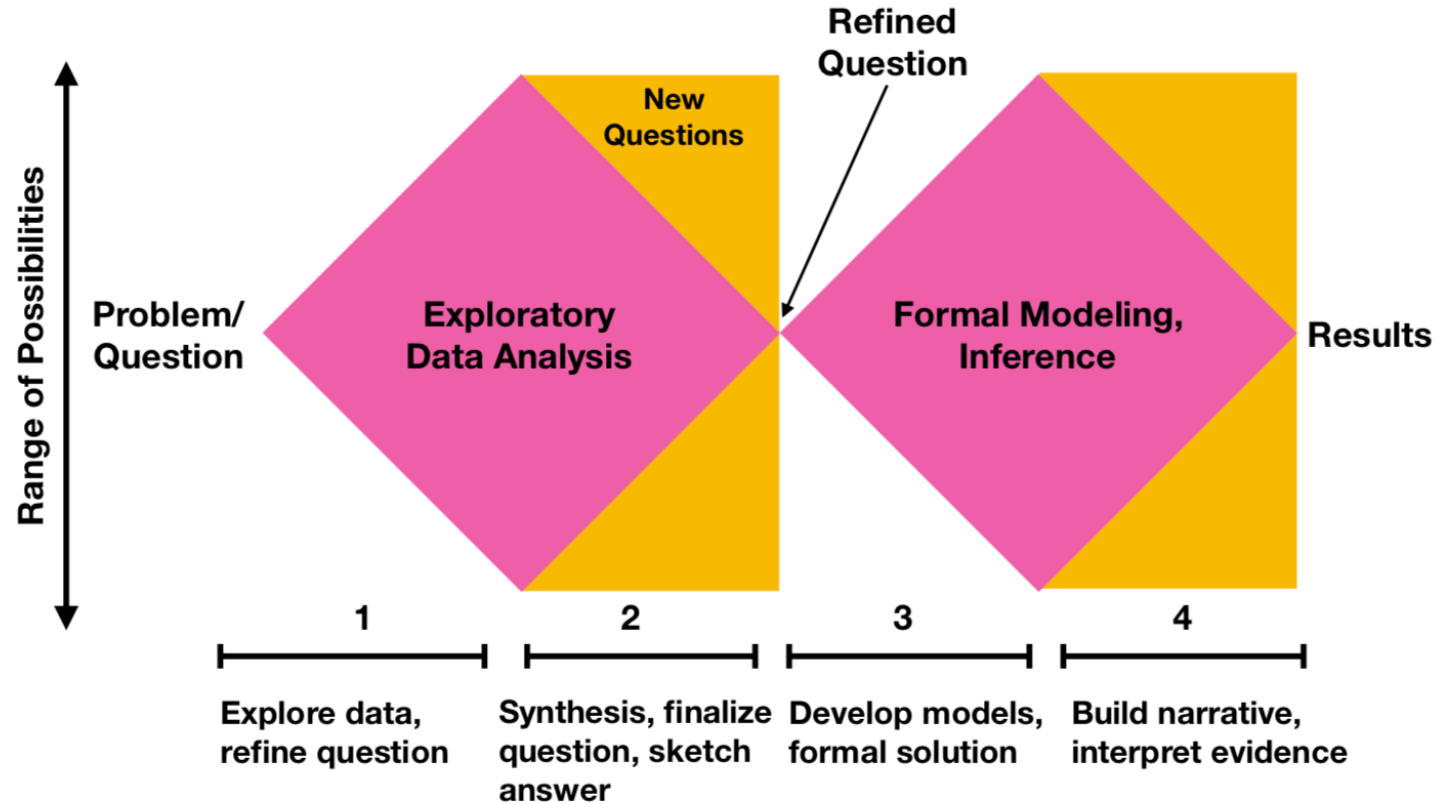 Refined
Question
New
Questions
Range of Possibilities
Problem/
Question
Exploratory
Data Analysis
Formal Modeling,
Inference
Results
1
2
3
4
Explore data,
refine question
Synthesis, finalize
question, sketch
answer
Develop models,
formal solution
Build narrative,
interpret evidence